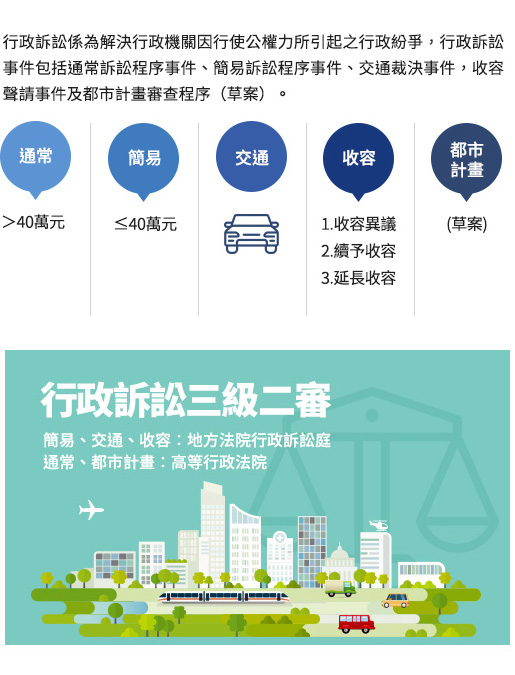 行政訴訟係為解決行政機關因行使公權力所引起之行政紛爭，行政訴訟
事件包括通常訴訟程序事件、簡易訴訟程序事件、交通裁決事件，收容
聲請事件及都市計畫審查程序（草案）。
通常
簡易
交通
收容
都市
計畫
＞40萬元
≤40萬元
1.收容異議
2.續予收容
3.延長收容
(草案)
行政訴訟三級二審
簡易、交通、收容：地方法院行政訴訟庭
通常、都市計畫：高等行政法院